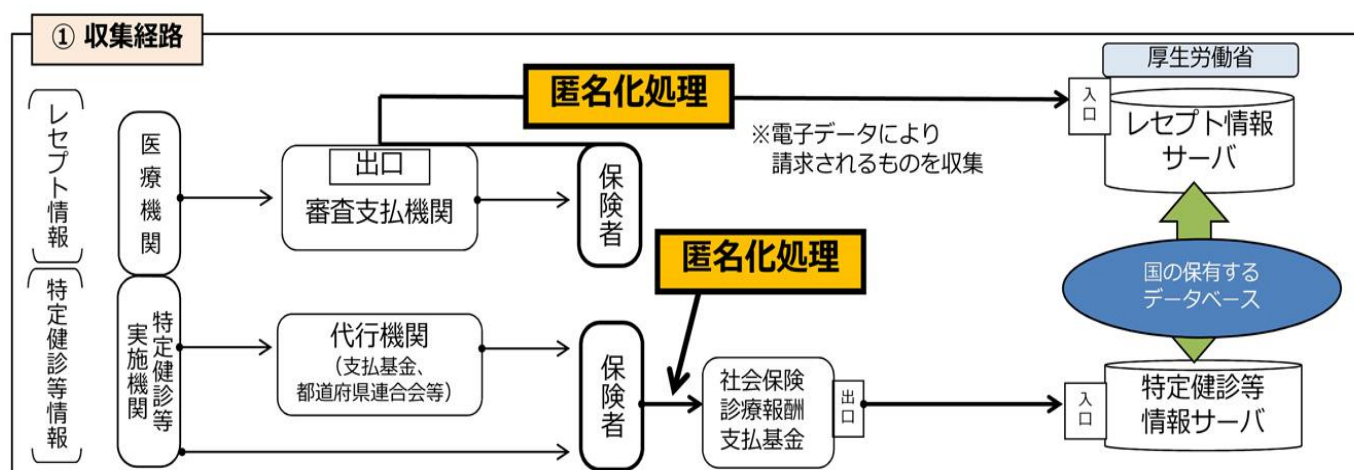 ① 収集経路
厚生労働省
匿名化処理
入口
レセプト情報
サーバ
※電子データにより
請求されるものを収集
レセプト情報
医療機関
出口
審査支払機関
保険者
匿名化処理
国の保有する
データベース
特定健診等情報
特定健診等
実施機関
代行機関
（支払基金、
都道府県連合会等）
保険者
社会保険
診療報酬
支払基金
出口
入口
特定健診等
情報サーバ